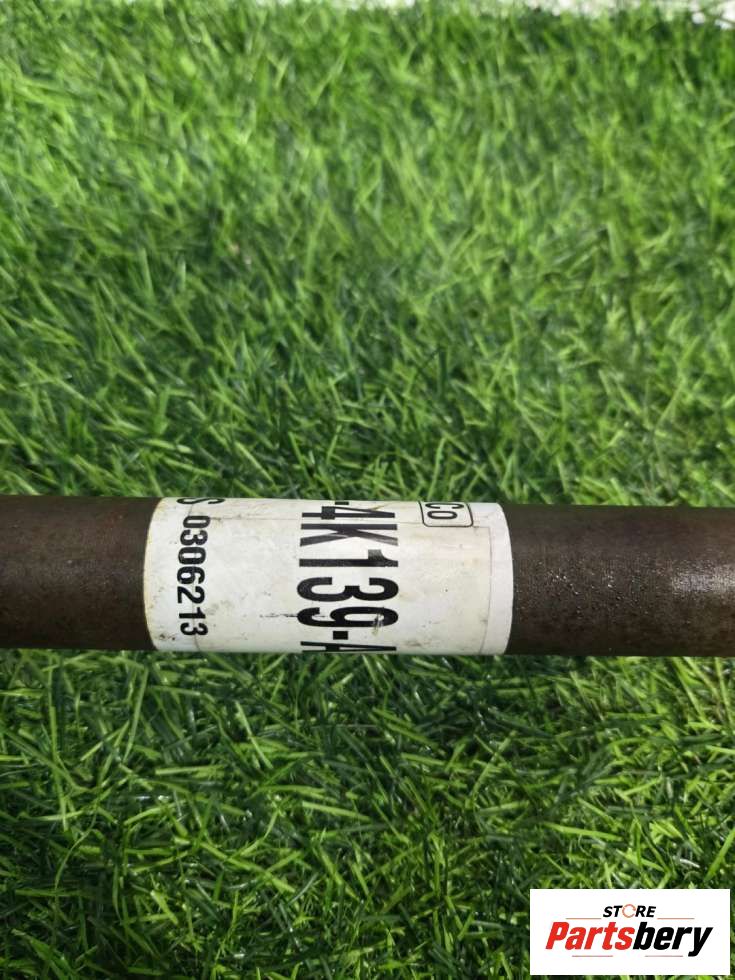 Co
-4K139-A
S 0306213
STORE
Partsbery